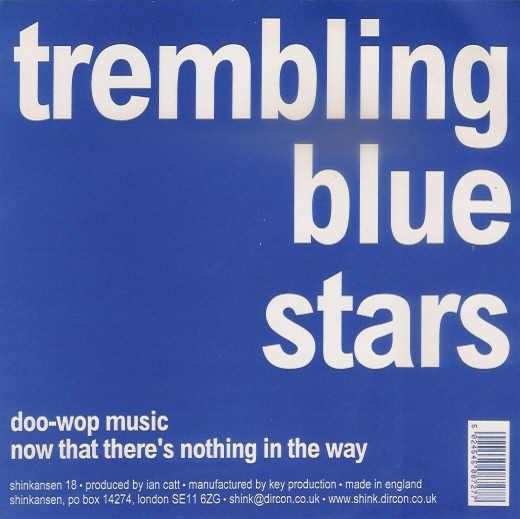 trembling
blue
stars
doo-wop music
now that there's nothing in the way
shinkansen 18 • produced by ian catt • manufactured by key production • made in england
shinkansen, po box 14274, london SE11 6ZG • shink@dircon.co.uk • www.shink.dircon.co.uk